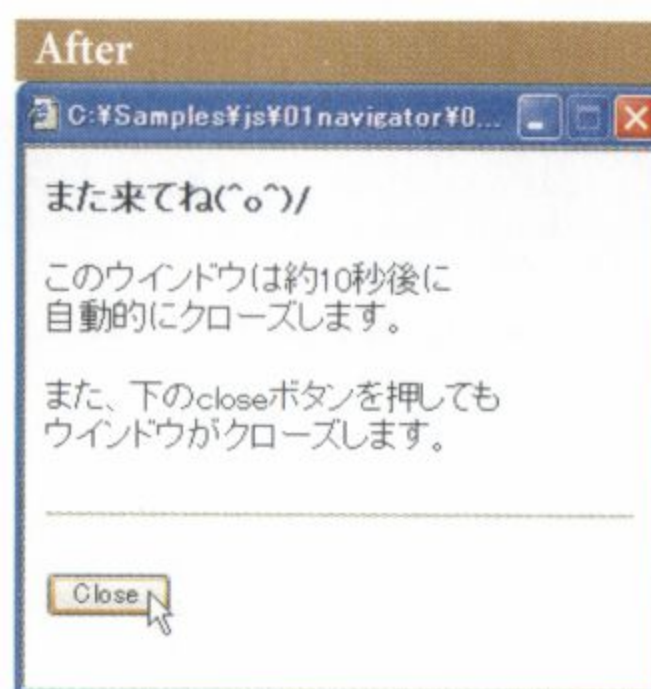 After
C:¥Samples¥js¥01navigator¥0...
また来てね(^o^)/
このウインドウは約10秒後に
自動的にクローズします。
また、下のcloseボタンを押しても
ウインドウがクローズします。
Close